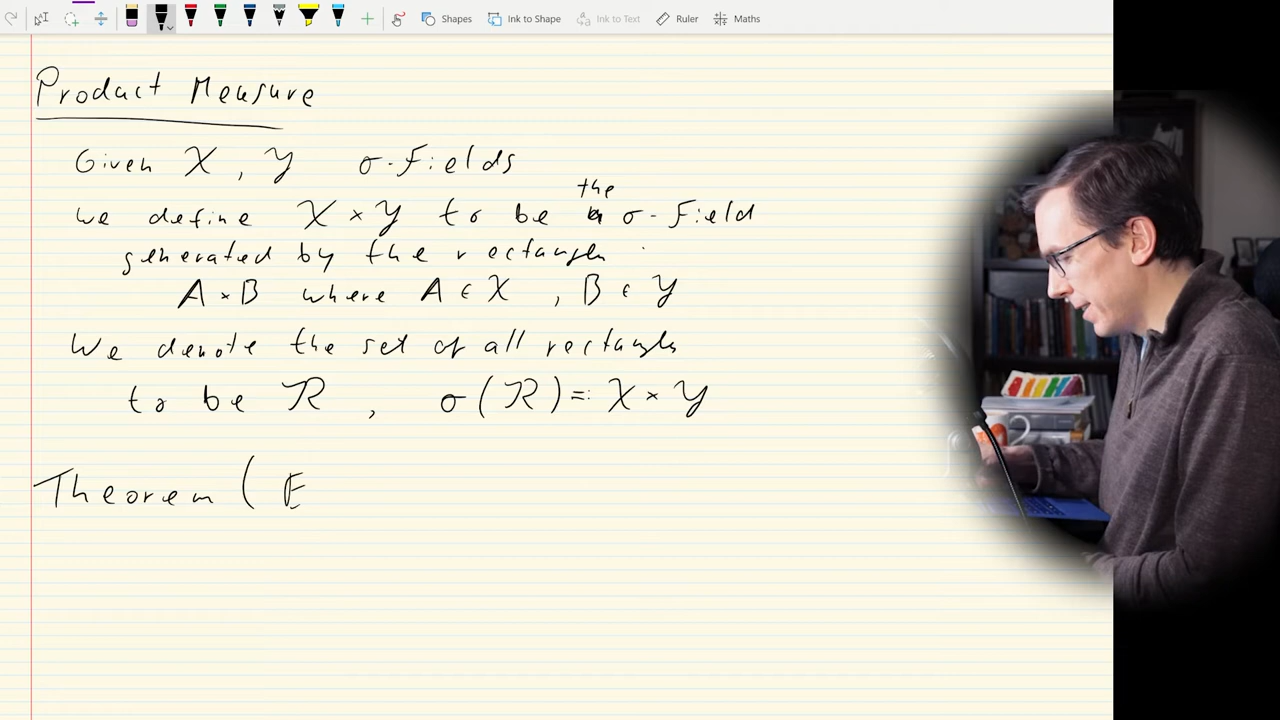 Shapes Ink to Shape Ink to Text Ruler Maths
Product Measure
Given X, Y σ-fields
the
we define X × Y to be a σ-field
generated by the rectangles
A × B where A ∈ X, B ∈ Y
We denote the set of all rectangles
to be R, σ(R) =: X × Y
Theorem ( E